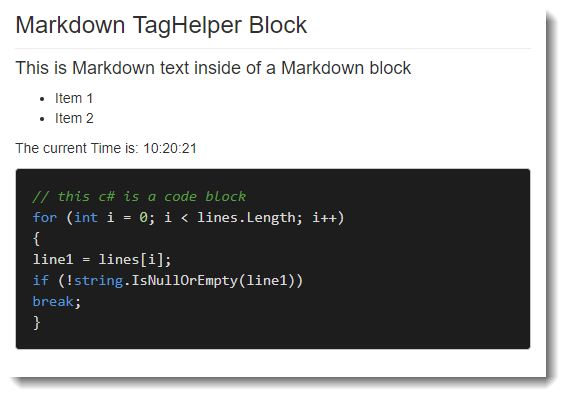 Markdown TagHelper Block
This is Markdown text inside of a Markdown block
• Item 1
• Item 2
The current Time is: 10:20:21
// this c# is a code block
for (int i = 0; i < lines.Length; i++)
{
line1 = lines[i];
if (!string.IsNullOrEmpty(line1))
break;
}